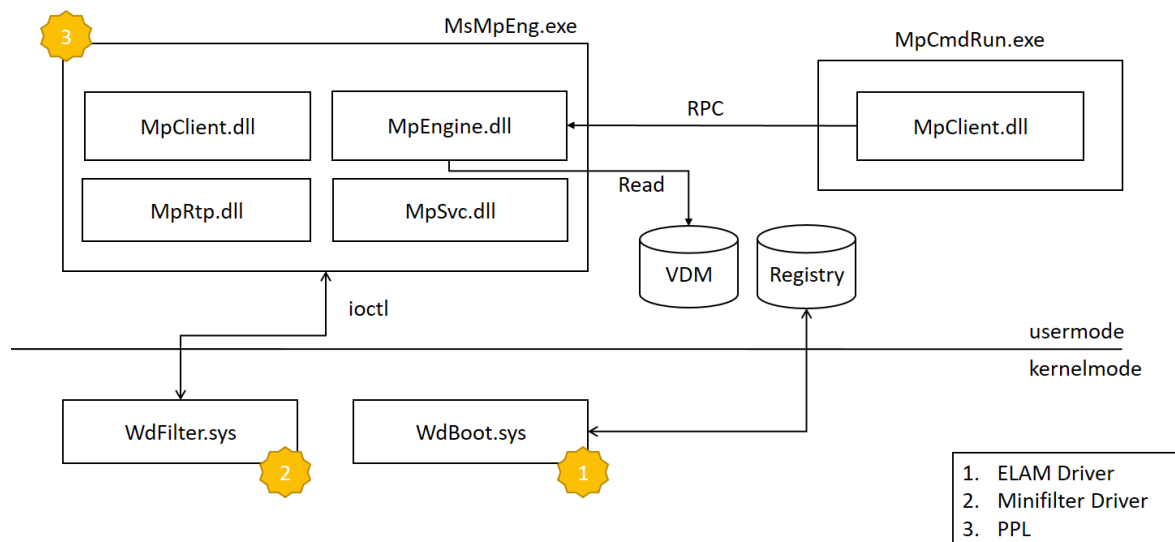 MsMpEng.exe
3
MpCmdRun.exe
MpClient.dll
MpEngine.dll
RPC
MpClient.dll
MpRtp.dll
MpSvc.dll
Read
VDM
Registry
ioctl
usermode
kernelmode
WdFilter.sys
2
WdBoot.sys
1
1. ELAM Driver
2. Minifilter Driver
3. PPL